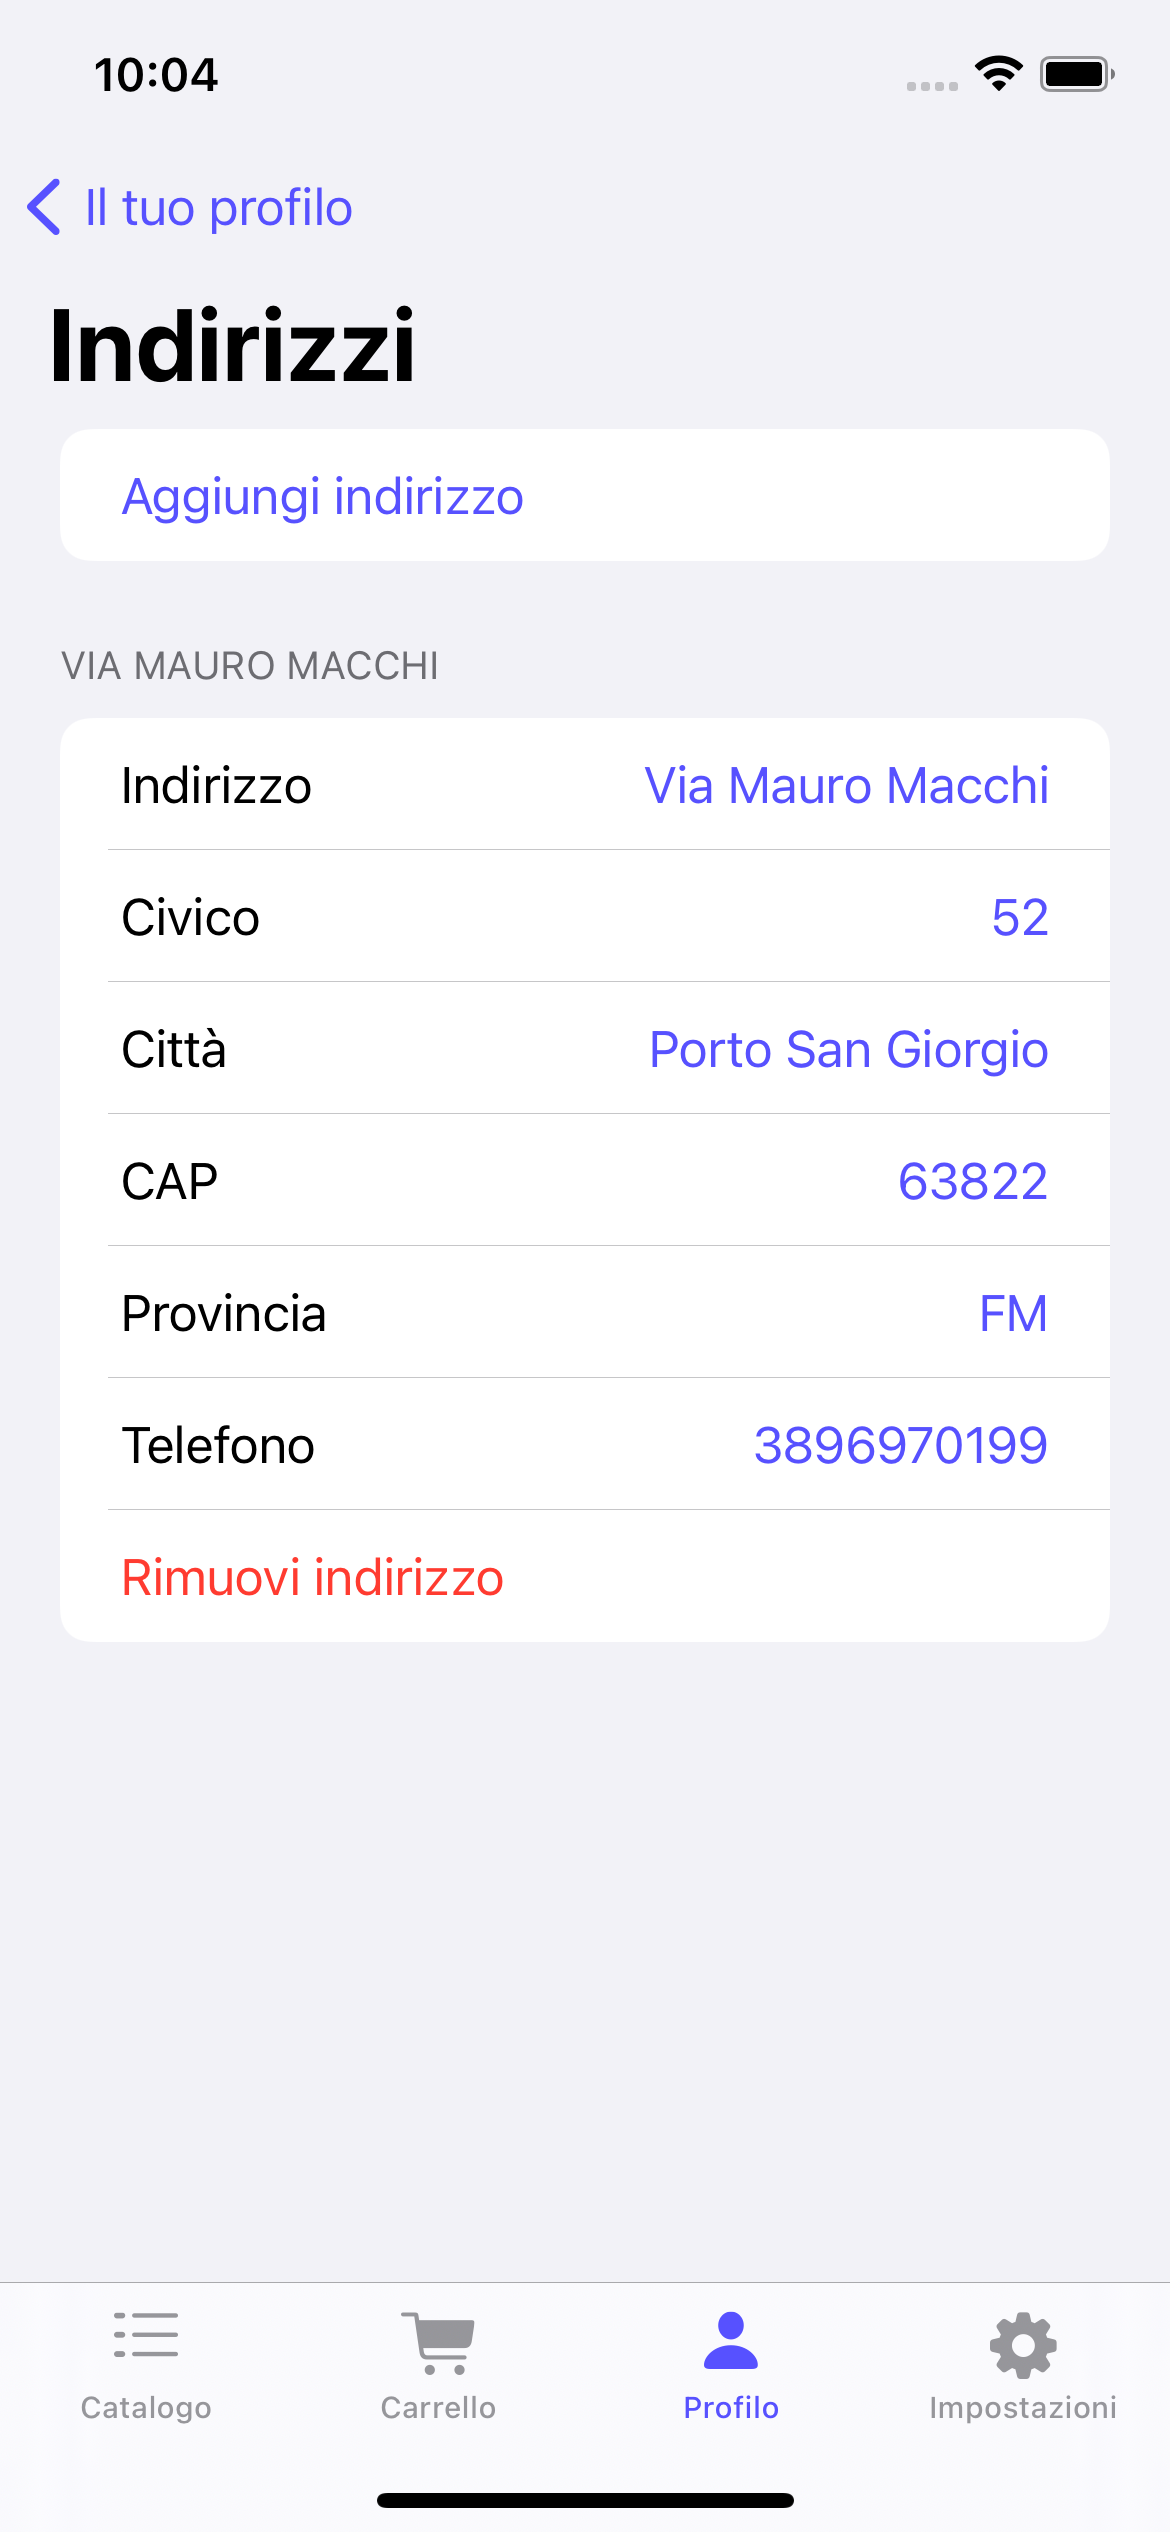 10:04
Il tuo profilo
Indirizzi
Aggiungi indirizzo
VIA MAURO MACCHI
Indirizzo Via Mauro Macchi
Civico 52
Città Porto San Giorgio
CAP 63822
Provincia FM
Telefono 3896970199
Rimuovi indirizzo
Catalogo Carrello Profilo Impostazioni